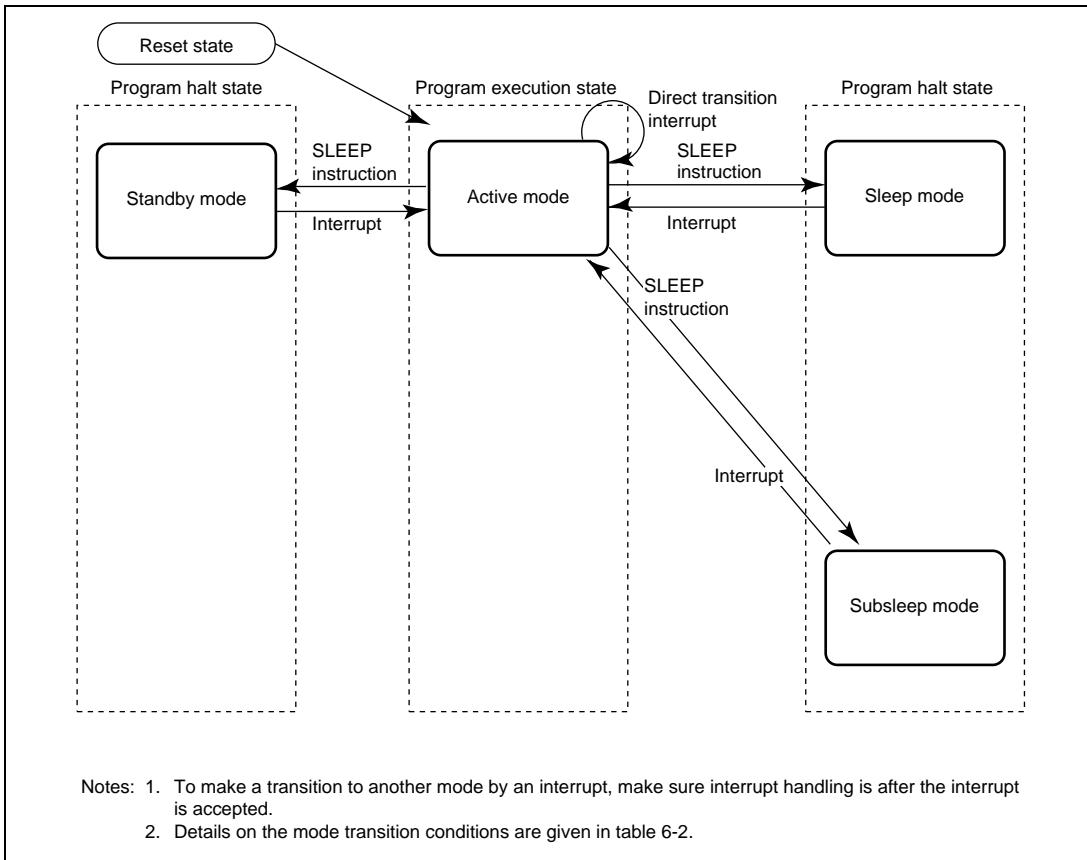 Reset state
Program halt state
Program execution state
Program halt state
Direct transition
interrupt
SLEEP
instruction
SLEEP
instruction
Standby mode
Active mode
Sleep mode
Interrupt
Interrupt
SLEEP
instruction
Interrupt
Subsleep mode
Notes: 1. To make a transition to another mode by an interrupt, make sure interrupt handling is after the interrupt
is accepted.
2. Details on the mode transition conditions are given in table 6-2.